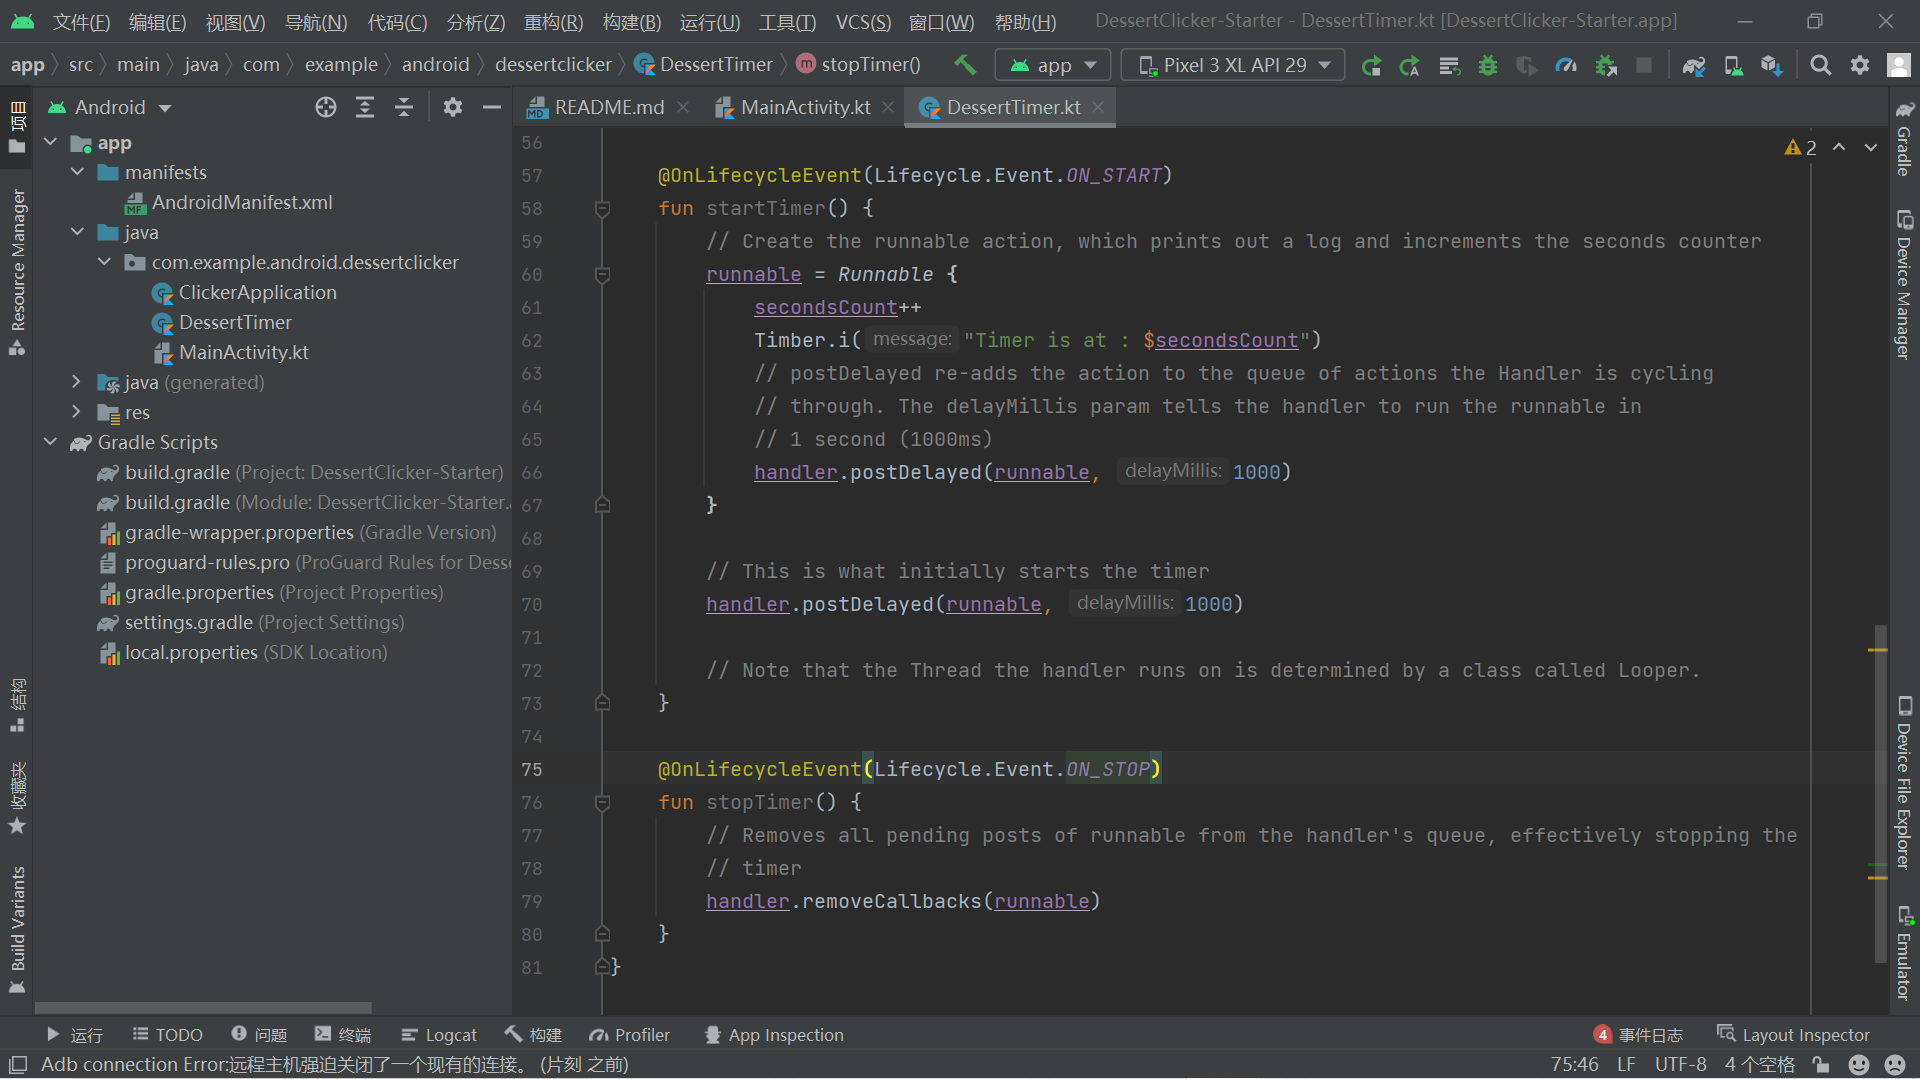 文件(F) 编辑(E) 视图(V) 导航(N) 代码(C) 分析(Z) 重构(R) 构建(B) 运行(U) 工具(T) VCS(S) 窗口(W) 帮助(H) DessertClicker-Starter - DessertTimer.kt [DessertClicker-Starter.app]
app src main java com example android dessertclicker DessertTimer m stopTimer() app Pixel 3 XL API 29
Android
README.md MainActivity.kt DessertTimer.kt
项目
Resource Manager
结构
收藏夹
Build Variants
app
manifests
AndroidManifest.xml
java
com.example.android.dessertclicker
ClickerApplication
DessertTimer
MainActivity.kt
java (generated)
res
Gradle Scripts
build.gradle (Project: DessertClicker-Starter)
build.gradle (Module: DessertClicker-Starter.
gradle-wrapper.properties (Gradle Version)
proguard-rules.pro (ProGuard Rules for Desse
gradle.properties (Project Properties)
settings.gradle (Project Settings)
local.properties (SDK Location)
2
56
57 @OnLifecycleEvent(Lifecycle.Event.ON_START)
58 fun startTimer() {
59 // Create the runnable action, which prints out a log and increments the seconds counter
60 runnable = Runnable {
61 secondsCount++
62 Timber.i( message: "Timer is at : $secondsCount")
63 // postDelayed re-adds the action to the queue of actions the Handler is cycling
64 // through. The delayMillis param tells the handler to run the runnable in
65 // 1 second (1000ms)
66 handler.postDelayed(runnable, delayMillis: 1000)
67 }
68
69 // This is what initially starts the timer
70 handler.postDelayed(runnable, delayMillis: 1000)
71
72 // Note that the Thread the handler runs on is determined by a class called Looper.
73 }
74
75 @OnLifecycleEvent(Lifecycle.Event.ON_STOP)
76 fun stopTimer() {
77 // Removes all pending posts of runnable from the handler's queue, effectively stopping the
78 // timer
79 handler.removeCallbacks(runnable)
80 }
81 }
Gradle
Device Manager
Device File Explorer
Emulator
运行 TODO 问题 终端 Logcat 构建 Profiler App Inspection 4 事件日志 Layout Inspector
Adb connection Error:远程主机强迫关闭了一个现有的连接。 (片刻 之前) 75:46 LF UTF-8 4 个空格